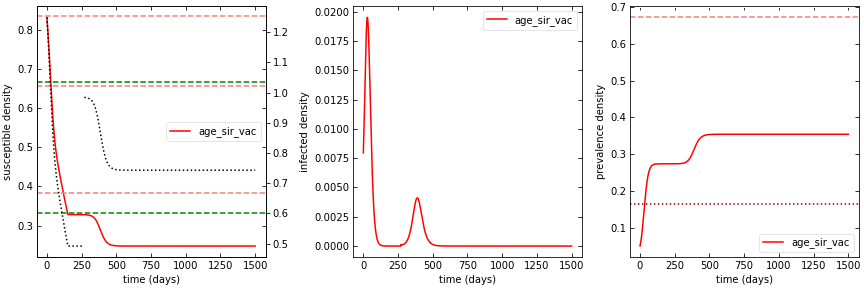 susceptible density
0.8
0.7
0.6
0.5
0.4
0.3
1.2
1.1
1.0
0.9
0.8
0.7
0.6
0.5
age_sir_vac
0 250 500 750 1000 1250 1500
time (days)
infected density
0.0200
0.0175
0.0150
0.0125
0.0100
0.0075
0.0050
0.0025
0.0000
age_sir_vac
0 250 500 750 1000 1250 1500
time (days)
prevalence density
0.7
0.6
0.5
0.4
0.3
0.2
0.1
age_sir_vac
0 250 500 750 1000 1250 1500
time (days)